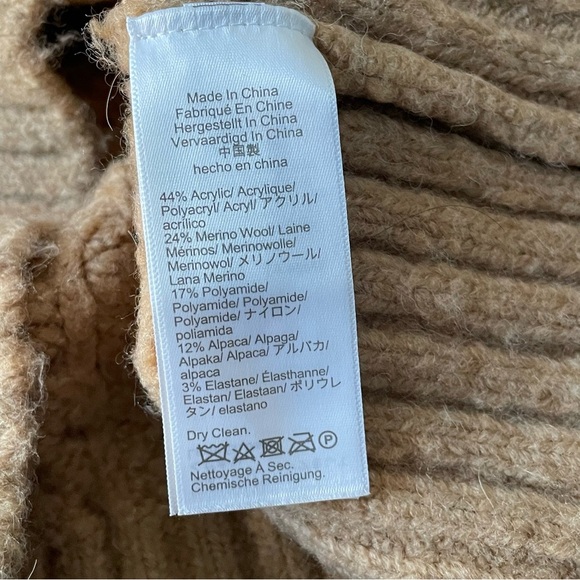 Made In China
Fabriqué En Chine
Hergestellt In China
Vervaardigd In China
中国製
hecho en china
44% Acrylic/ Acrylique/
Polyacryl/ Acryl/ アクリル/
acrílico
24% Merino Wool/ Laine
Mérinos/ Merinowolle/
Merinowol/ メリノウール/
Lana Merino
17% Polyamide/
Polyamide/ Polyamide/
Polyamide/ ナイロン/
poliamida
12% Alpaca/ Alpaga/
Alpaka/ Alpaca/ アルパカ/
alpaca
3% Elastane/ Élasthanne/
Elastan/ Elastaan/ ポリウレ
タン/ elastano
Dry Clean.
P
Nettoyage À Sec.
Chemische Reinigung.